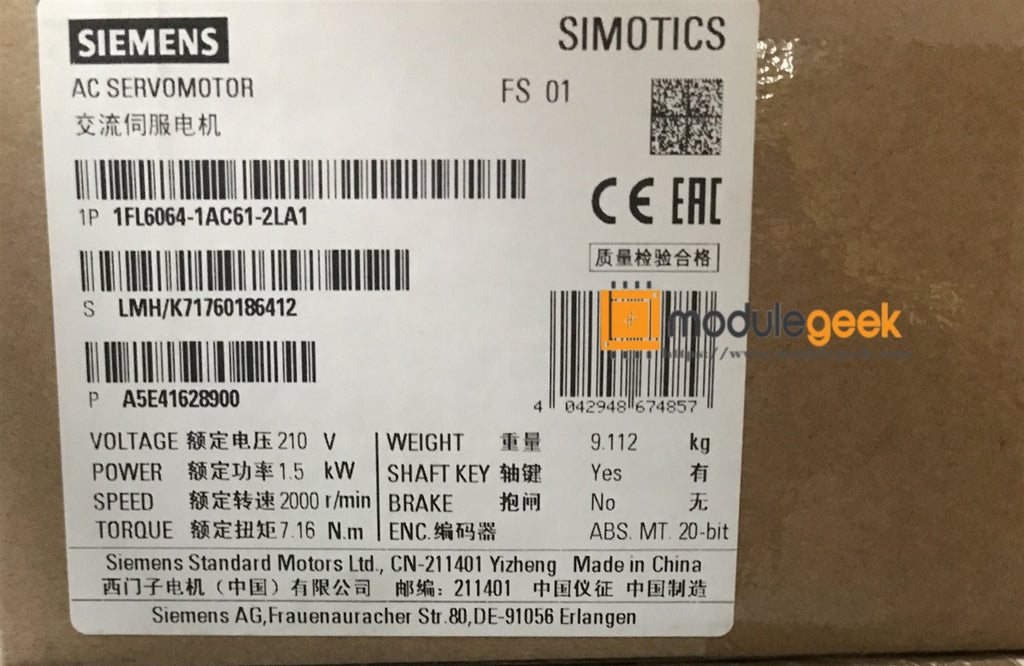 SIEMENS
SIMOTICS
AC SERVOMOTOR
FS 01
交流伺服电机
1P 1FL6064-1AC61-2LA1
CE EAC
质量检验合格
S LMH/K71760186412
modulegeek
P A5E41628900
4 042948 674857
VOLTAGE 额定电压 210 V
WEIGHT 重量 9.112 kg
POWER 额定功率 1.5 kW
SHAFT KEY 轴键 Yes 有
SPEED 额定转速 2000 r/min
BRAKE 抱闸 No 无
TORQUE 额定扭矩 7.16 N.m
ENC. 编码器 ABS. MT. 20-bit
Siemens Standard Motors Ltd., CN-211401 Yizheng Made in China
西门子电机（中国）有限公司 邮编：211401 中国仪征 中国制造
Siemens AG,Frauenauracher Str.80,DE-91056 Erlangen